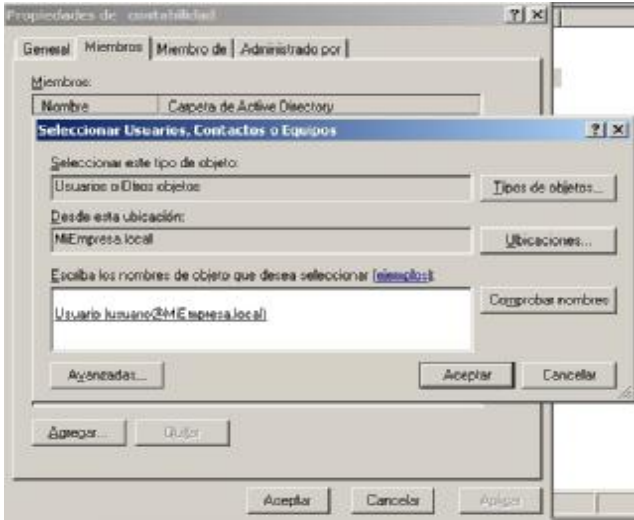 Propiedades de contabilidad
General Miembros Miembro de Administrado por
Miembros:
Nombre Carpeta de Active Directory
Seleccionar Usuarios, Contactos o Equipos
Seleccionar este tipo de objeto:
Usuarios o Otros objetos Tipos de objetos...
Desde esta ubicación:
MiEmpresa.local Ubicaciones...
Escriba los nombres de objeto que desea seleccionar (ejemplos):
Usuario (usuario@MiEmpresa.local) Comprobar nombres
Avanzadas... Aceptar Cancelar
Agregar... Quitar
Aceptar Cancelar Aplicar